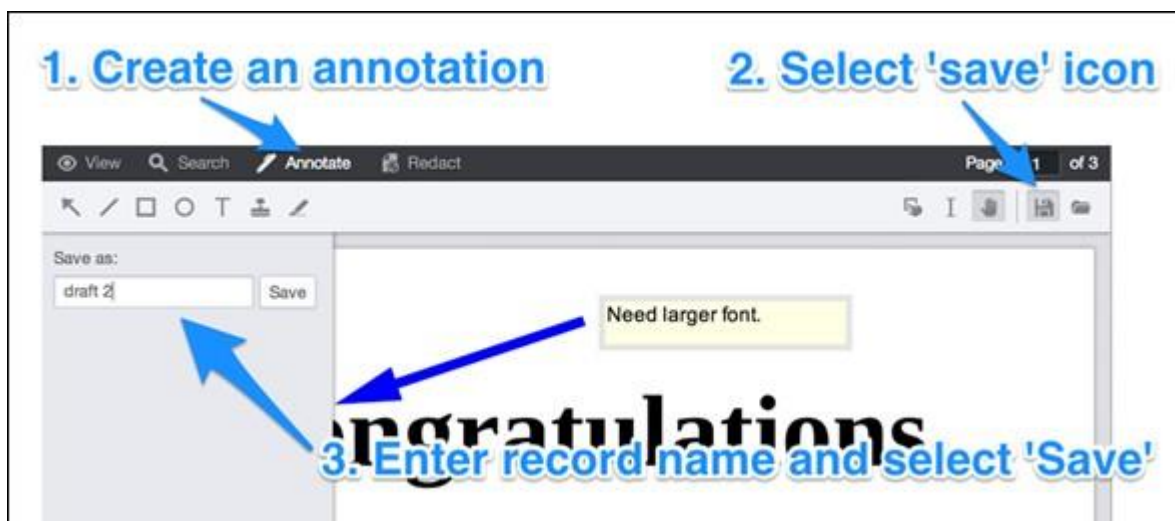 1. Create an annotation
2. Select 'save' icon
View Search Annotate Redact
Page 1 of 3
T
Save as:
draft 2
Save
Need larger font.
ongratulations
3. Enter record name and select 'Save'